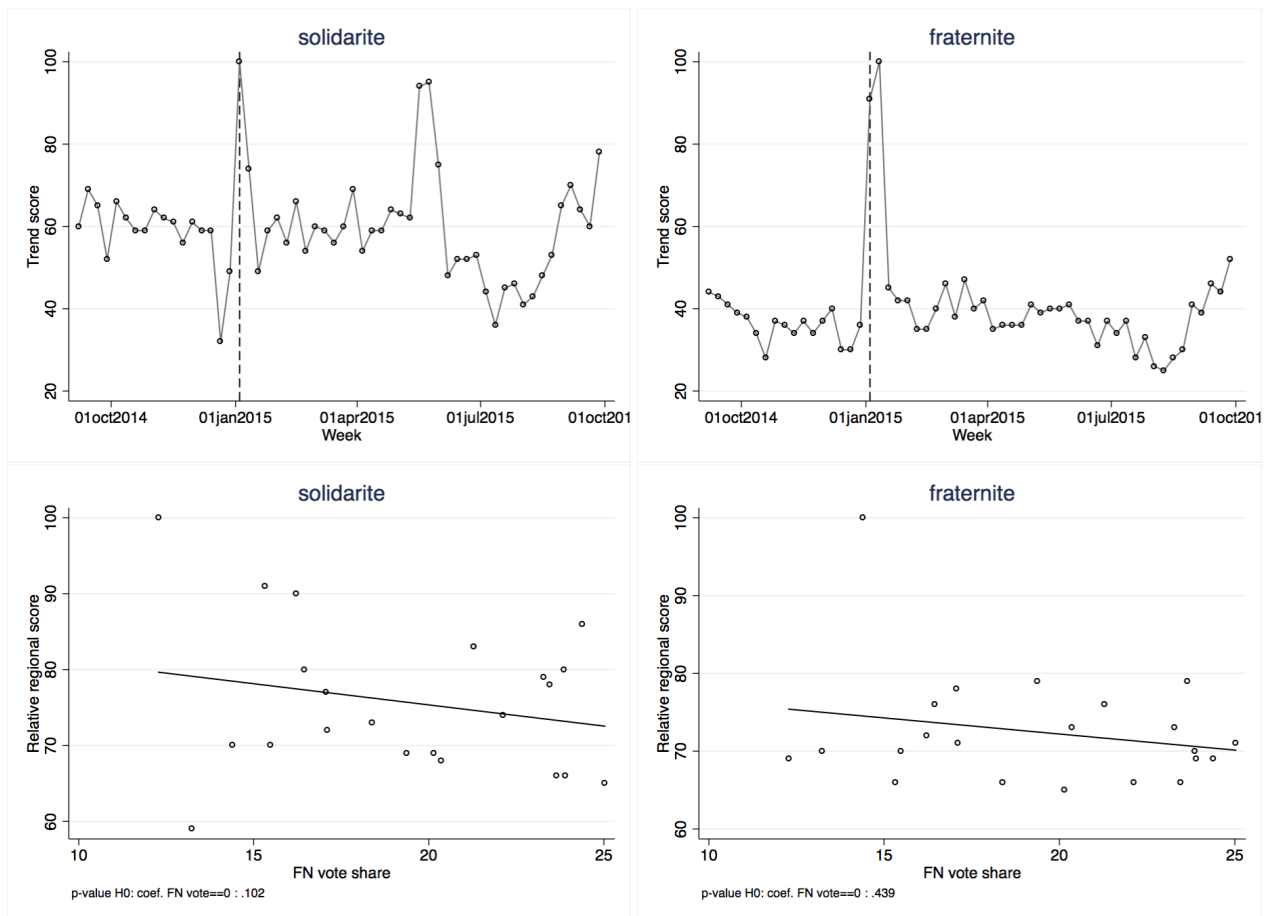 solidarite
100
80
60
40
20
Trend score
01oct2014 01jan2015 01apr2015 01jul2015 01oct201
Week
fraternite
100
80
60
40
20
Trend score
01oct2014 01jan2015 01apr2015 01jul2015 01oct201
Week
solidarite
100
90
80
70
60
Relative regional score
10 15 20 25
FN vote share
p-value H0: coef. FN vote==0 : .102
fraternite
100
90
80
70
60
Relative regional score
10 15 20 25
FN vote share
p-value H0: coef. FN vote==0 : .439